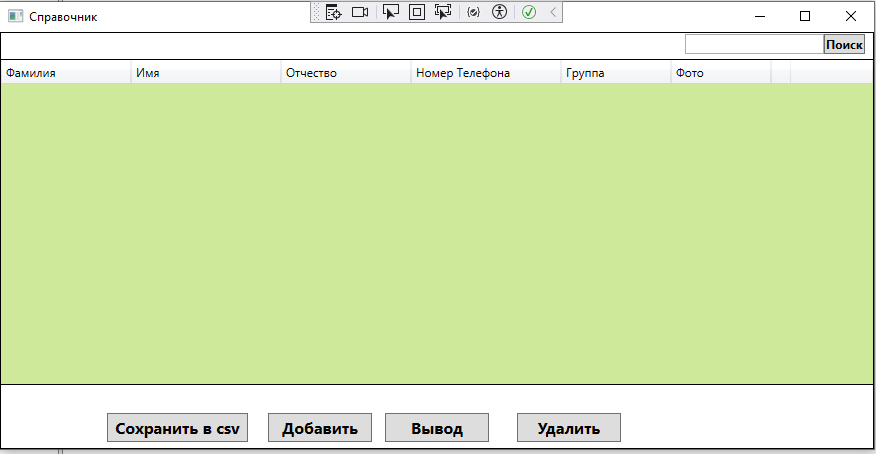 Справочник
Поиск
Фамилия Имя Отчество Номер Телефона Группа Фото
Сохранить в csv Добавить Вывод Удалить